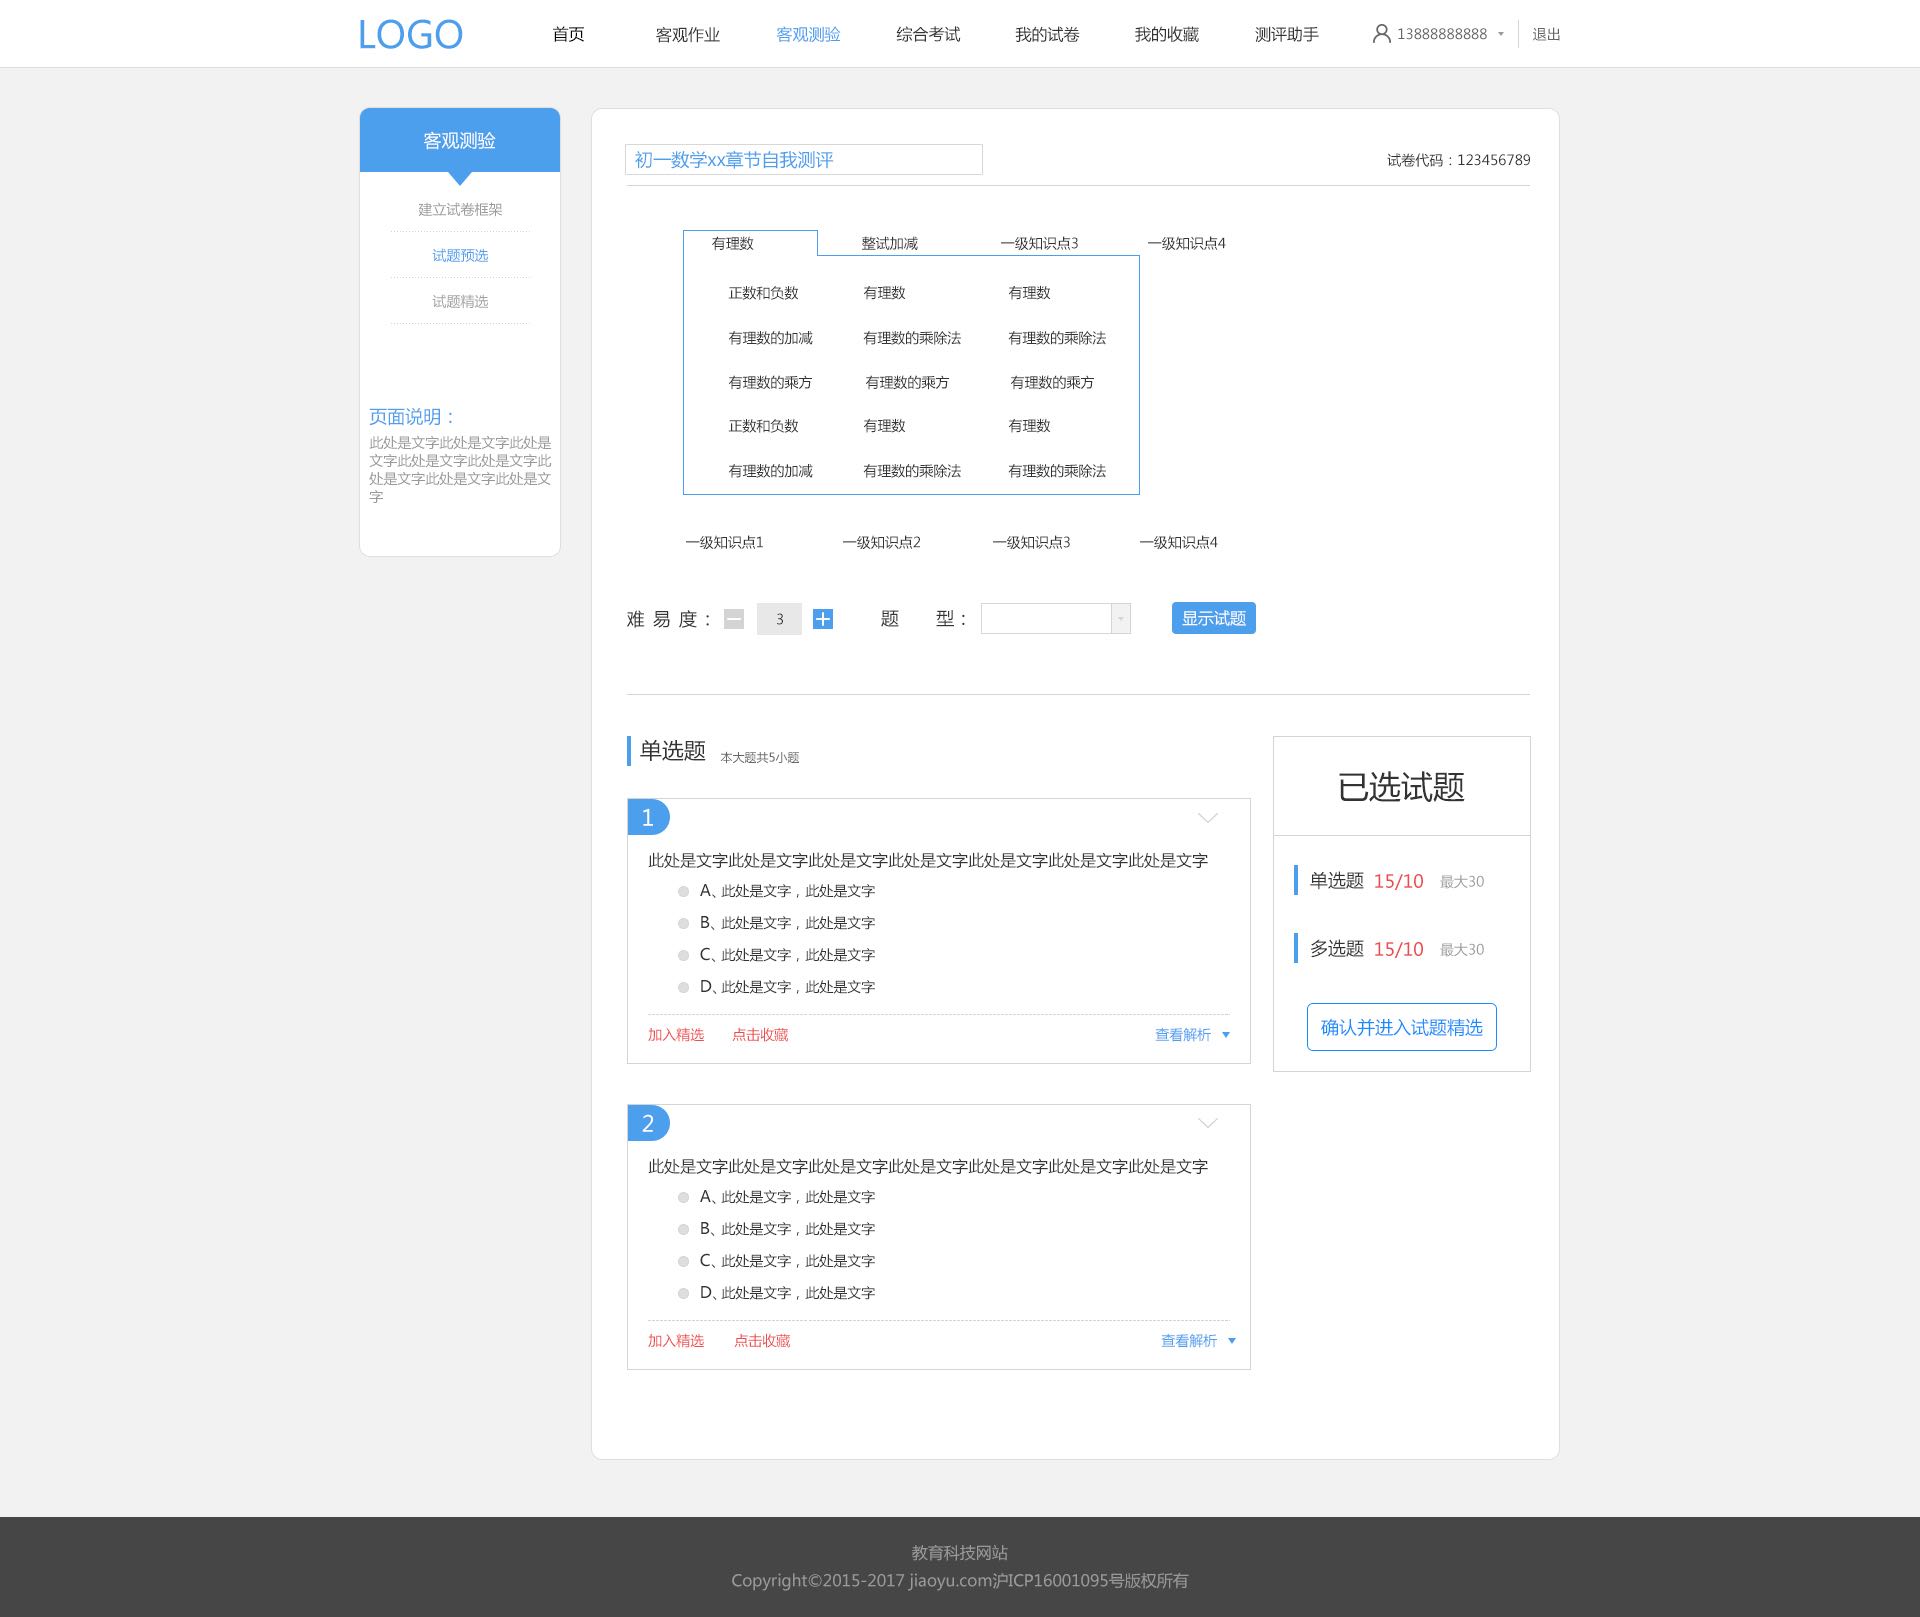 LOGO 首页 客观作业 客观测验 综合考试 我的试卷 我的收藏 测评助手 13888888888 退出
客观测验
建立试卷框架
试题预选
试题精选
页面说明：
此处是文字此处是文字此处是
文字此处是文字此处是文字此
处是文字此处是文字此处是文
字
初一数学xx章节自我测评 试卷代码：123456789
有理数 整试加减 一级知识点3 一级知识点4
正数和负数 有理数 有理数
有理数的加减 有理数的乘除法 有理数的乘除法
有理数的乘方 有理数的乘方 有理数的乘方
正数和负数 有理数 有理数
有理数的加减 有理数的乘除法 有理数的乘除法
一级知识点1 一级知识点2 一级知识点3 一级知识点4
难 易 度： 3 题 型： 显示试题
单选题 本大题共5小题
1
此处是文字此处是文字此处是文字此处是文字此处是文字此处是文字此处是文字
A、此处是文字，此处是文字
B、此处是文字，此处是文字
C、此处是文字，此处是文字
D、此处是文字，此处是文字
加入精选 点击收藏 查看解析
2
此处是文字此处是文字此处是文字此处是文字此处是文字此处是文字此处是文字
A、此处是文字，此处是文字
B、此处是文字，此处是文字
C、此处是文字，此处是文字
D、此处是文字，此处是文字
加入精选 点击收藏 查看解析
已选试题
单选题 15/10 最大30
多选题 15/10 最大30
确认并进入试题精选
教育科技网站
Copyright©2015-2017 jiaoyu.com沪ICP16001095号版权所有